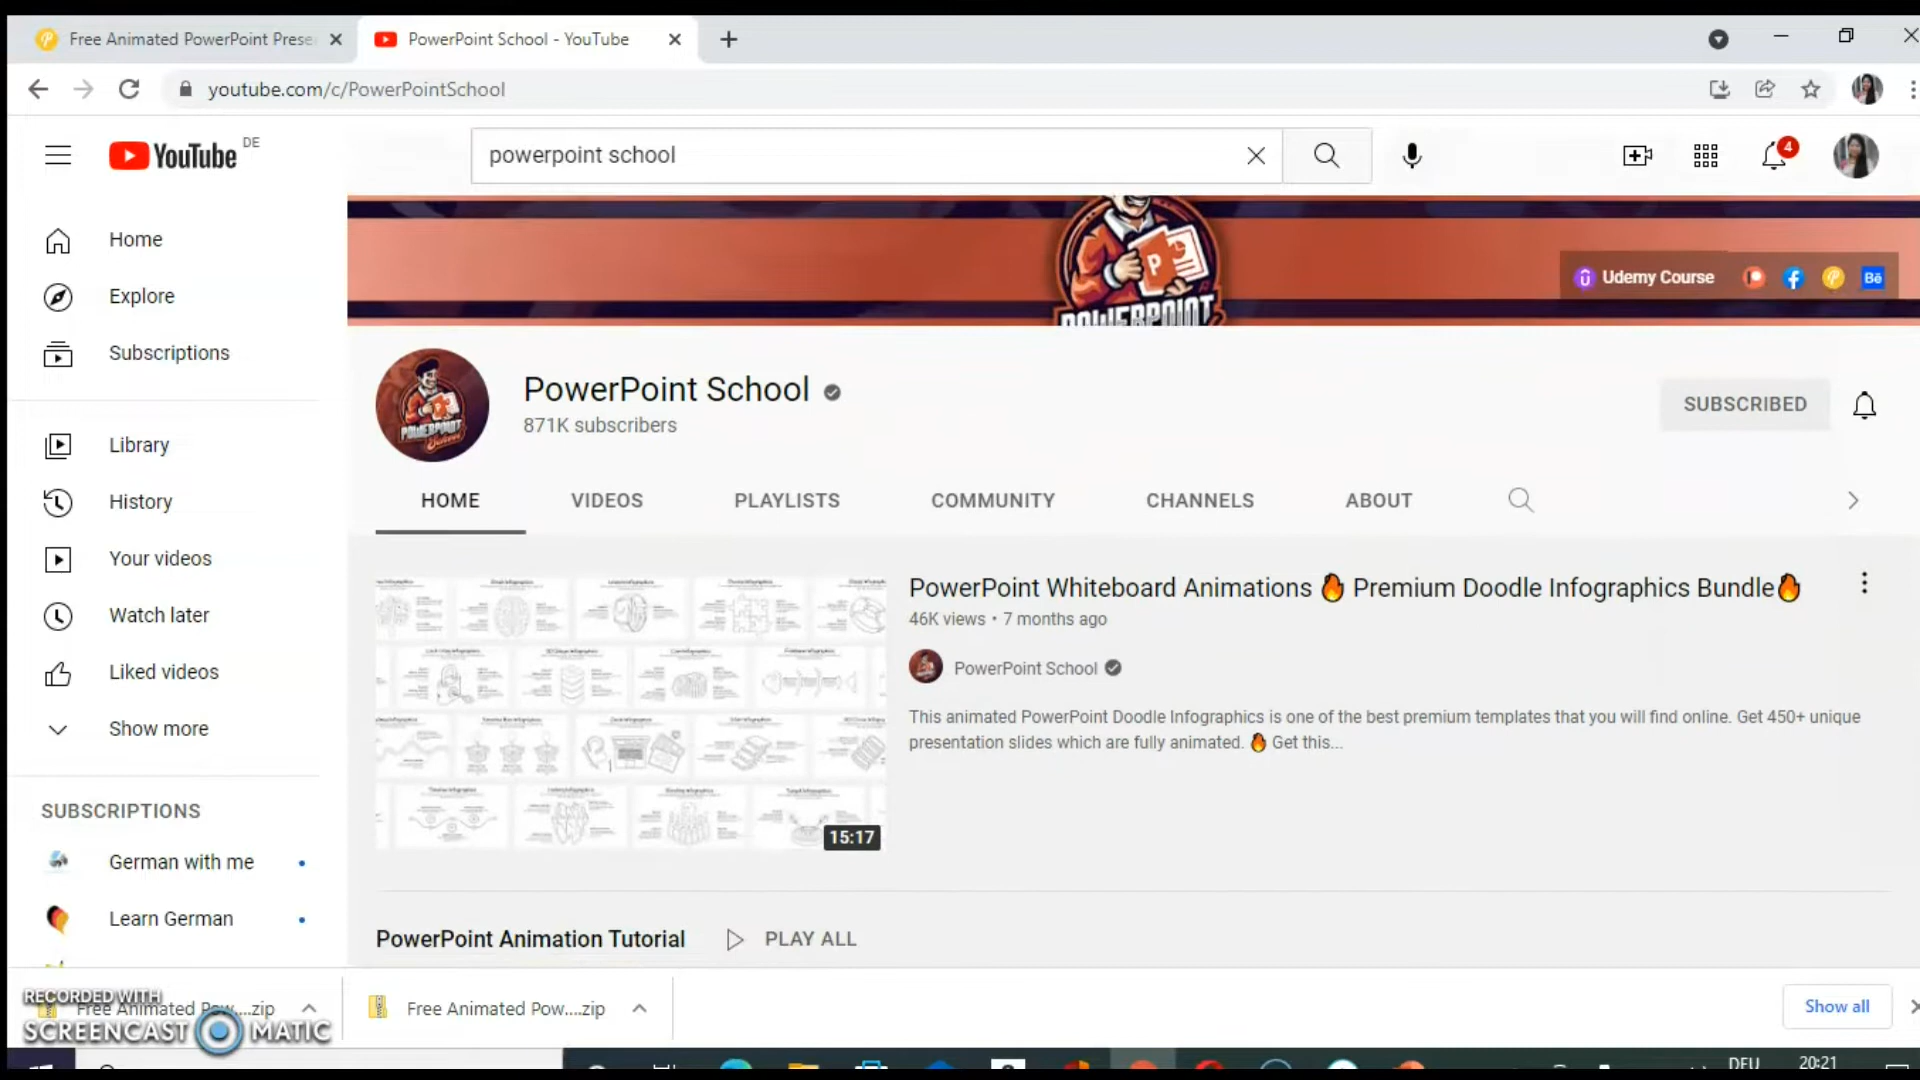 Free Animated PowerPoint Prese
PowerPoint School - YouTube
youtube.com/c/PowerPointSchool
YouTube DE
powerpoint school
4
Home
Explore
Subscriptions
Library
History
Your videos
Watch later
Liked videos
Show more
SUBSCRIPTIONS
German with me
Learn German
P
POWERPOINT
Udemy Course
Bē
POWERPOINT
School
PowerPoint School
871K subscribers
SUBSCRIBED
HOME
VIDEOS
PLAYLISTS
COMMUNITY
CHANNELS
ABOUT
15:17
PowerPoint Whiteboard Animations 🔥 Premium Doodle Infographics Bundle🔥
46K views • 7 months ago
PowerPoint School
This animated PowerPoint Doodle Infographics is one of the best premium templates that you will find online. Get 450+ unique
presentation slides which are fully animated. 🔥 Get this...
PowerPoint Animation Tutorial
PLAY ALL
Free Animated Pow....zip
Free Animated Pow....zip
Show all
RECORDED WITH
SCREENCAST MATIC
DEU
20:21